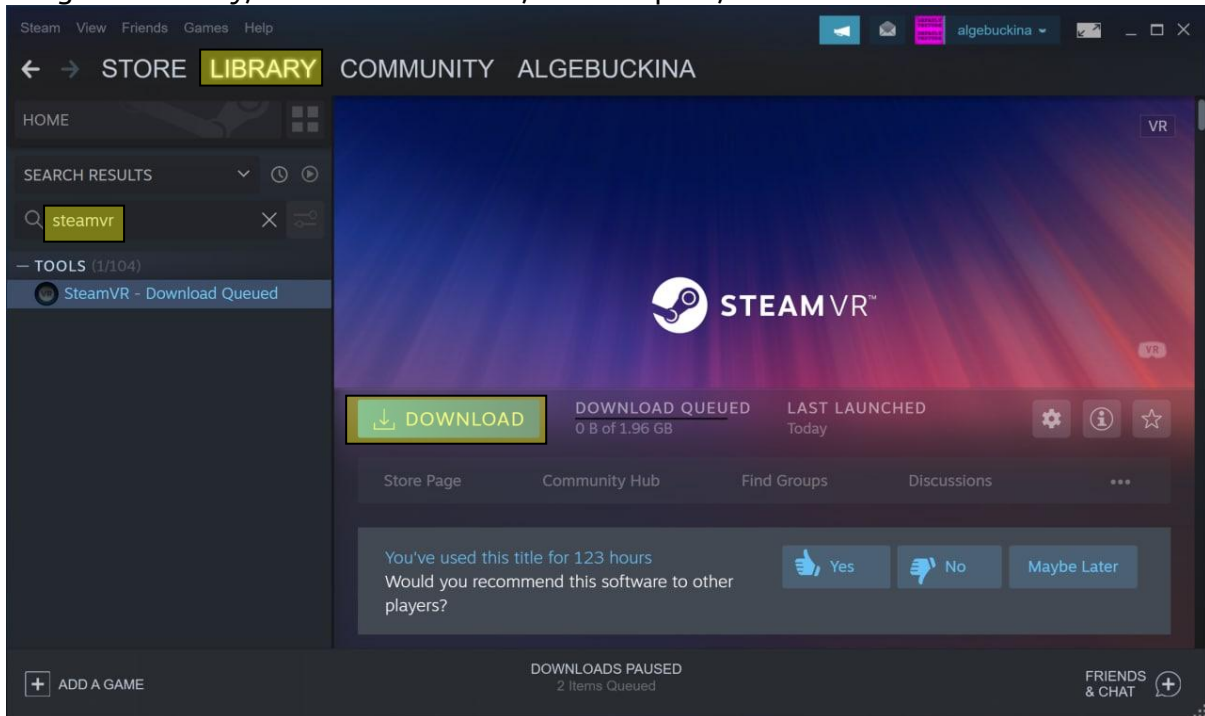 Steam View Friends Games Help
algebuckina
STORE LIBRARY COMMUNITY ALGEBUCKINA
HOME
VR
SEARCH RESULTS
steamvr
— TOOLS (1/104)
SteamVR - Download Queued
STEAMVR™
VR
DOWNLOAD
DOWNLOAD QUEUED
0 B of 1.96 GB
LAST LAUNCHED
Today
Store Page Community Hub Find Groups Discussions •••
You've used this title for 123 hours
Would you recommend this software to other
players?
Yes No Maybe Later
+ ADD A GAME
DOWNLOADS PAUSED
2 Items Queued
FRIENDS
& CHAT